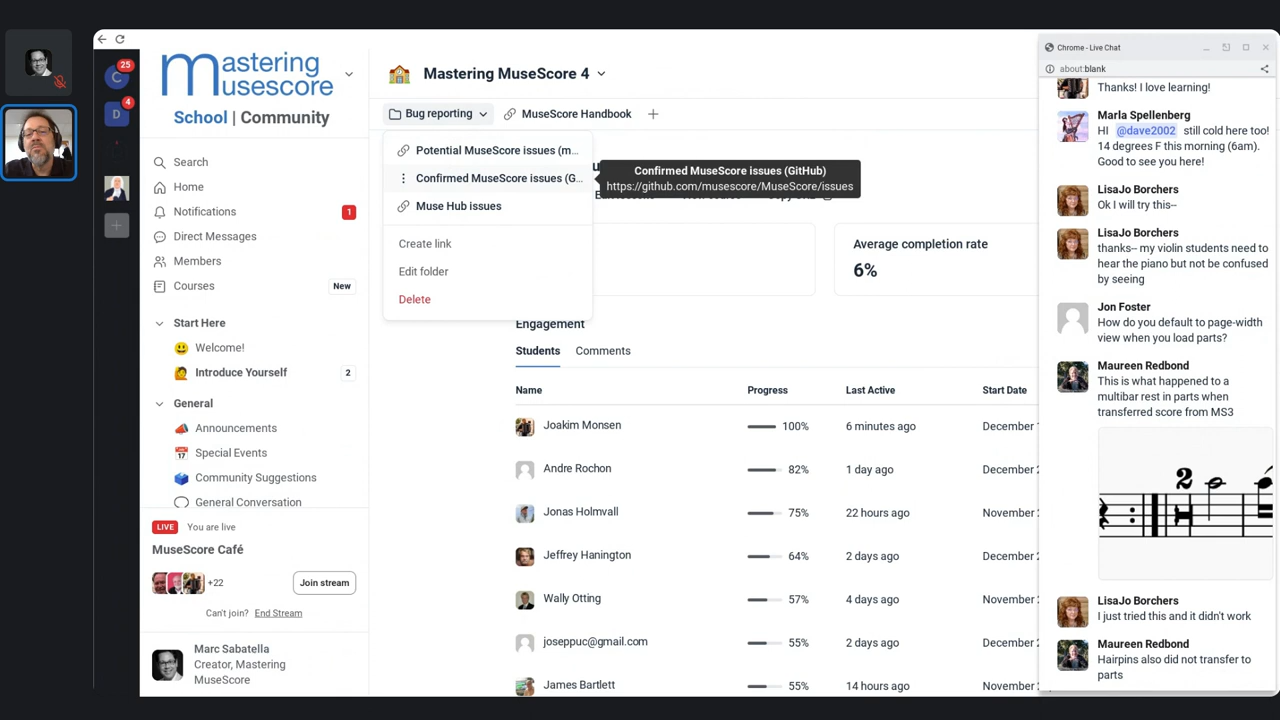 Mastering
Musescore
School | Community
Search
Home
Notifications 1
Direct Messages
Members
Courses New
Start Here
Welcome!
Introduce Yourself 2
General
Announcements
Special Events
Community Suggestions
General Conversation
LIVE You are live
MuseScore Café
+22 Join stream
Can't join? End Stream
Marc Sabatella
Creator, Mastering
MuseScore
C 25
D 4
Mastering MuseScore 4
Bug reporting
MuseScore Handbook
Potential MuseScore issues (m...
Confirmed MuseScore issues (G...
Muse Hub issues
Create link
Edit folder
Delete
Confirmed MuseScore issues (GitHub)
https://github.com/musescore/MuseScore/issues
Average completion rate
6%
Engagement
Students Comments
Name Progress Last Active Start Date
Joakim Monsen 100% 6 minutes ago December
Andre Rochon 82% 1 day ago December
Jonas Holmvall 75% 22 hours ago November
Jeffrey Hanington 64% 2 days ago December
Wally Otting 57% 4 days ago November
joseppuc@gmail.com 55% 2 days ago December
James Bartlett 55% 14 hours ago November
Chrome - Live Chat
about:blank
Thanks! I love learning!
Marla Spellenberg
HI @dave2002 still cold here too!
14 degrees F this morning (6am).
Good to see you here!
LisaJo Borchers
Ok I will try this--
LisaJo Borchers
thanks-- my violin students need to
hear the piano but not be confused
by seeing
Jon Foster
How do you default to page-width
view when you load parts?
Maureen Redbond
This is what happened to a
multibar rest in parts when
transferred score from MS3
2
LisaJo Borchers
I just tried this and it didn't work
Maureen Redbond
Hairpins also did not transfer to
parts